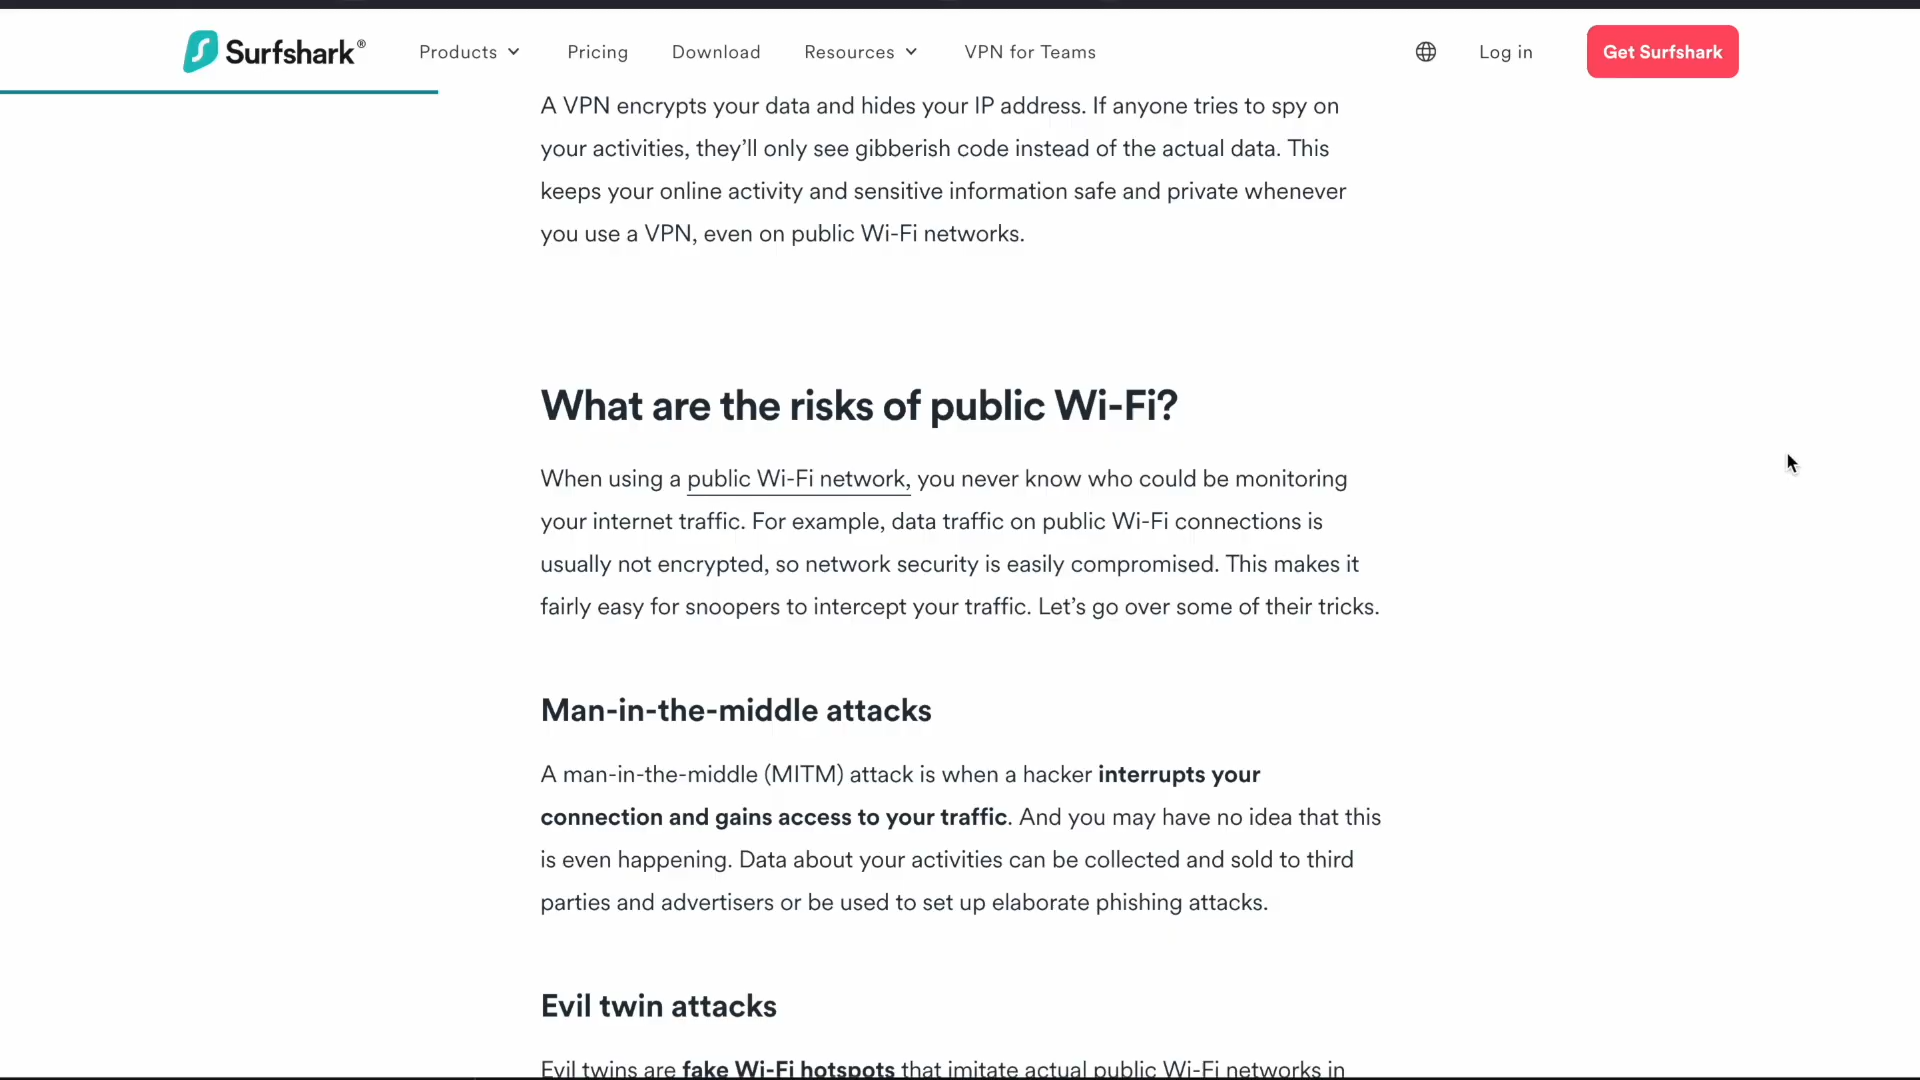 Surfshark®
Products
Pricing
Download
Resources
VPN for Teams
Log in
Get Surfshark
A VPN encrypts your data and hides your IP address. If anyone tries to spy on
your activities, they’ll only see gibberish code instead of the actual data. This
keeps your online activity and sensitive information safe and private whenever
you use a VPN, even on public Wi-Fi networks.
What are the risks of public Wi-Fi?
When using a public Wi-Fi network, you never know who could be monitoring
your internet traffic. For example, data traffic on public Wi-Fi connections is
usually not encrypted, so network security is easily compromised. This makes it
fairly easy for snoopers to intercept your traffic. Let’s go over some of their tricks.
Man-in-the-middle attacks
A man-in-the-middle (MITM) attack is when a hacker interrupts your
connection and gains access to your traffic. And you may have no idea that this
is even happening. Data about your activities can be collected and sold to third
parties and advertisers or be used to set up elaborate phishing attacks.
Evil twin attacks
Evil twins are fake Wi-Fi hotspots that imitate actual public Wi-Fi networks in